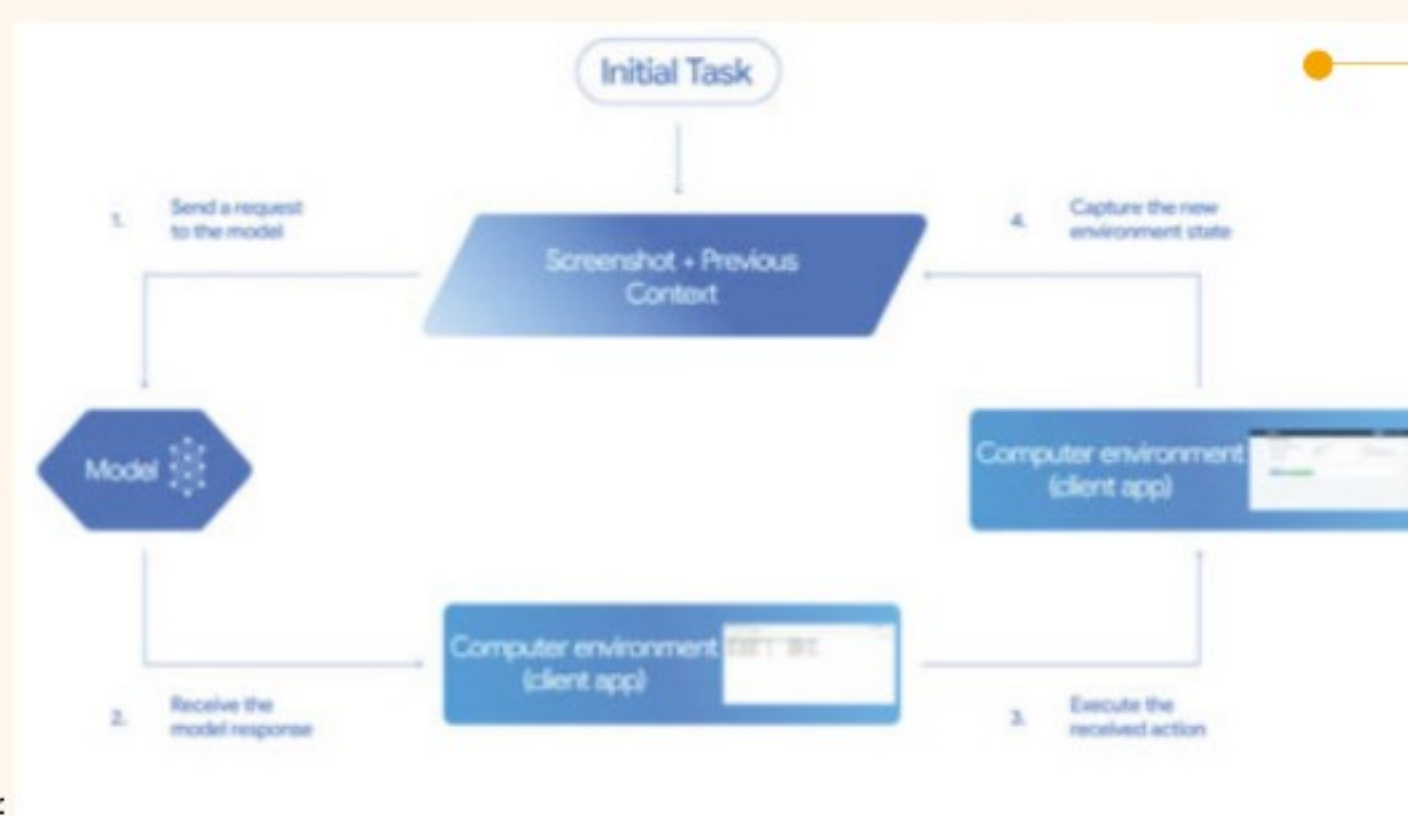 Initial Task
1. Send a request
to the model
Screenshot + Previous
Context
4. Capture the new
environment state
Model
Computer environment
(client app)
Computer environment
(client app)
2. Receive the
model response
3. Execute the
received action